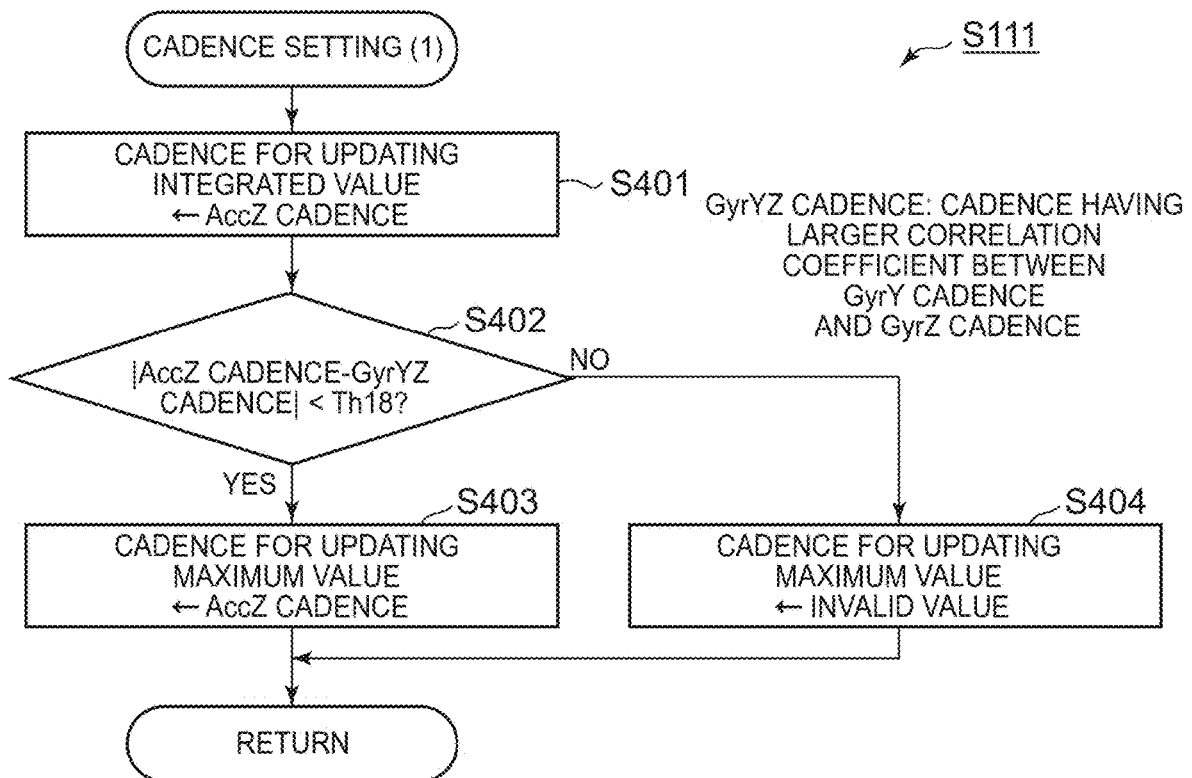 CADENCE SETTING (1)
S111
CADENCE FOR UPDATING
INTEGRATED VALUE
← AccZ CADENCE
S401
GyrYZ CADENCE: CADENCE HAVING
LARGER CORRELATION
COEFFICIENT BETWEEN
GyrY CADENCE
AND GyrZ CADENCE
S402
|AccZ CADENCE-GyrYZ
CADENCE| < Th18?
NO
YES
S403
CADENCE FOR UPDATING
MAXIMUM VALUE
← AccZ CADENCE
S404
CADENCE FOR UPDATING
MAXIMUM VALUE
← INVALID VALUE
RETURN